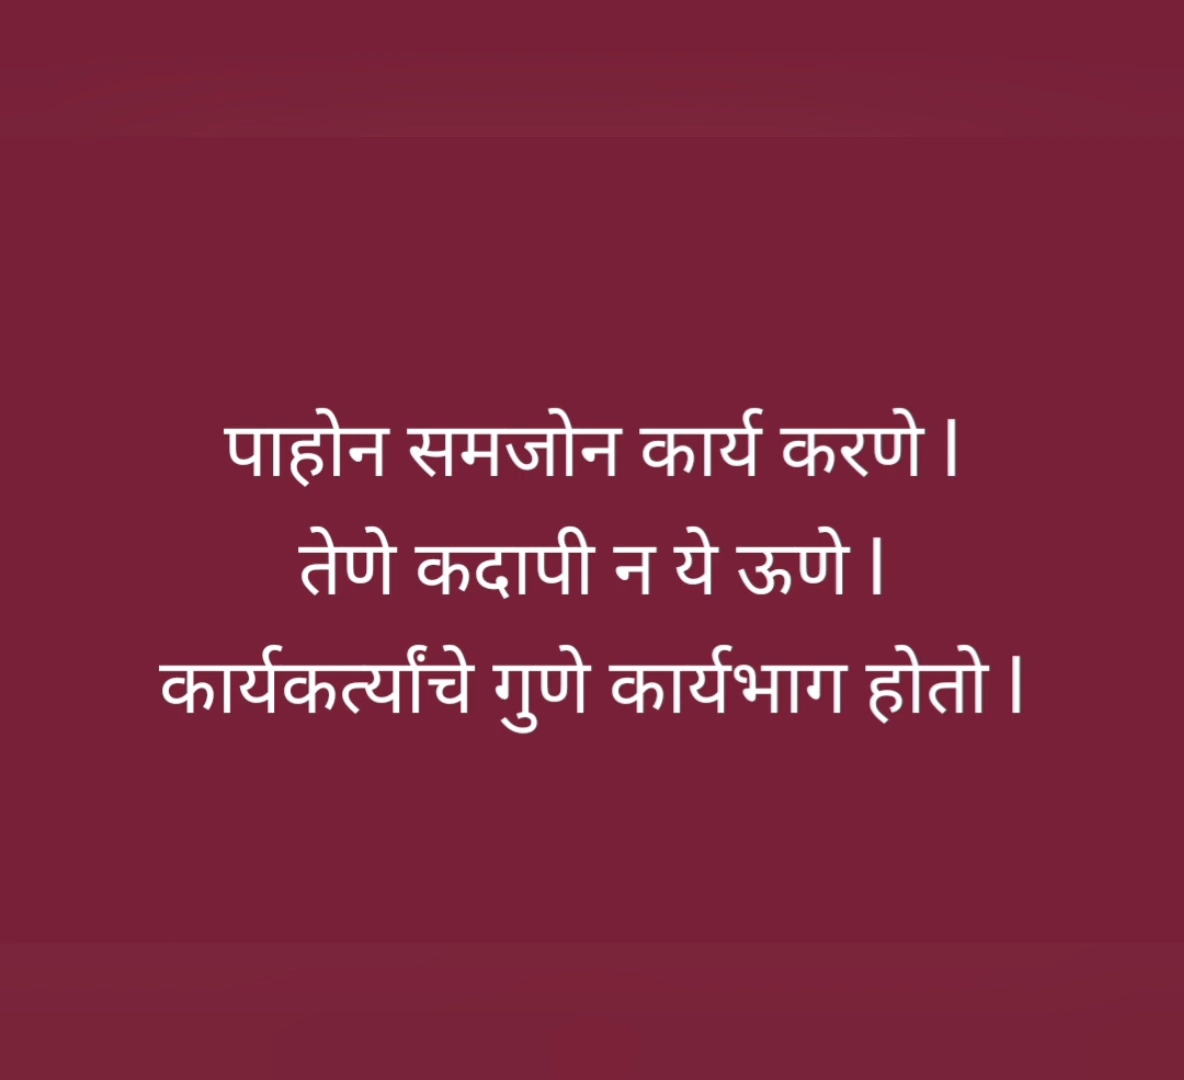 पाहोन समजोन कार्य करणे।
तेणे कदापी न ये ऊणे।
कार्यकर्त्यांचे गुणे कार्यभाग होतो।